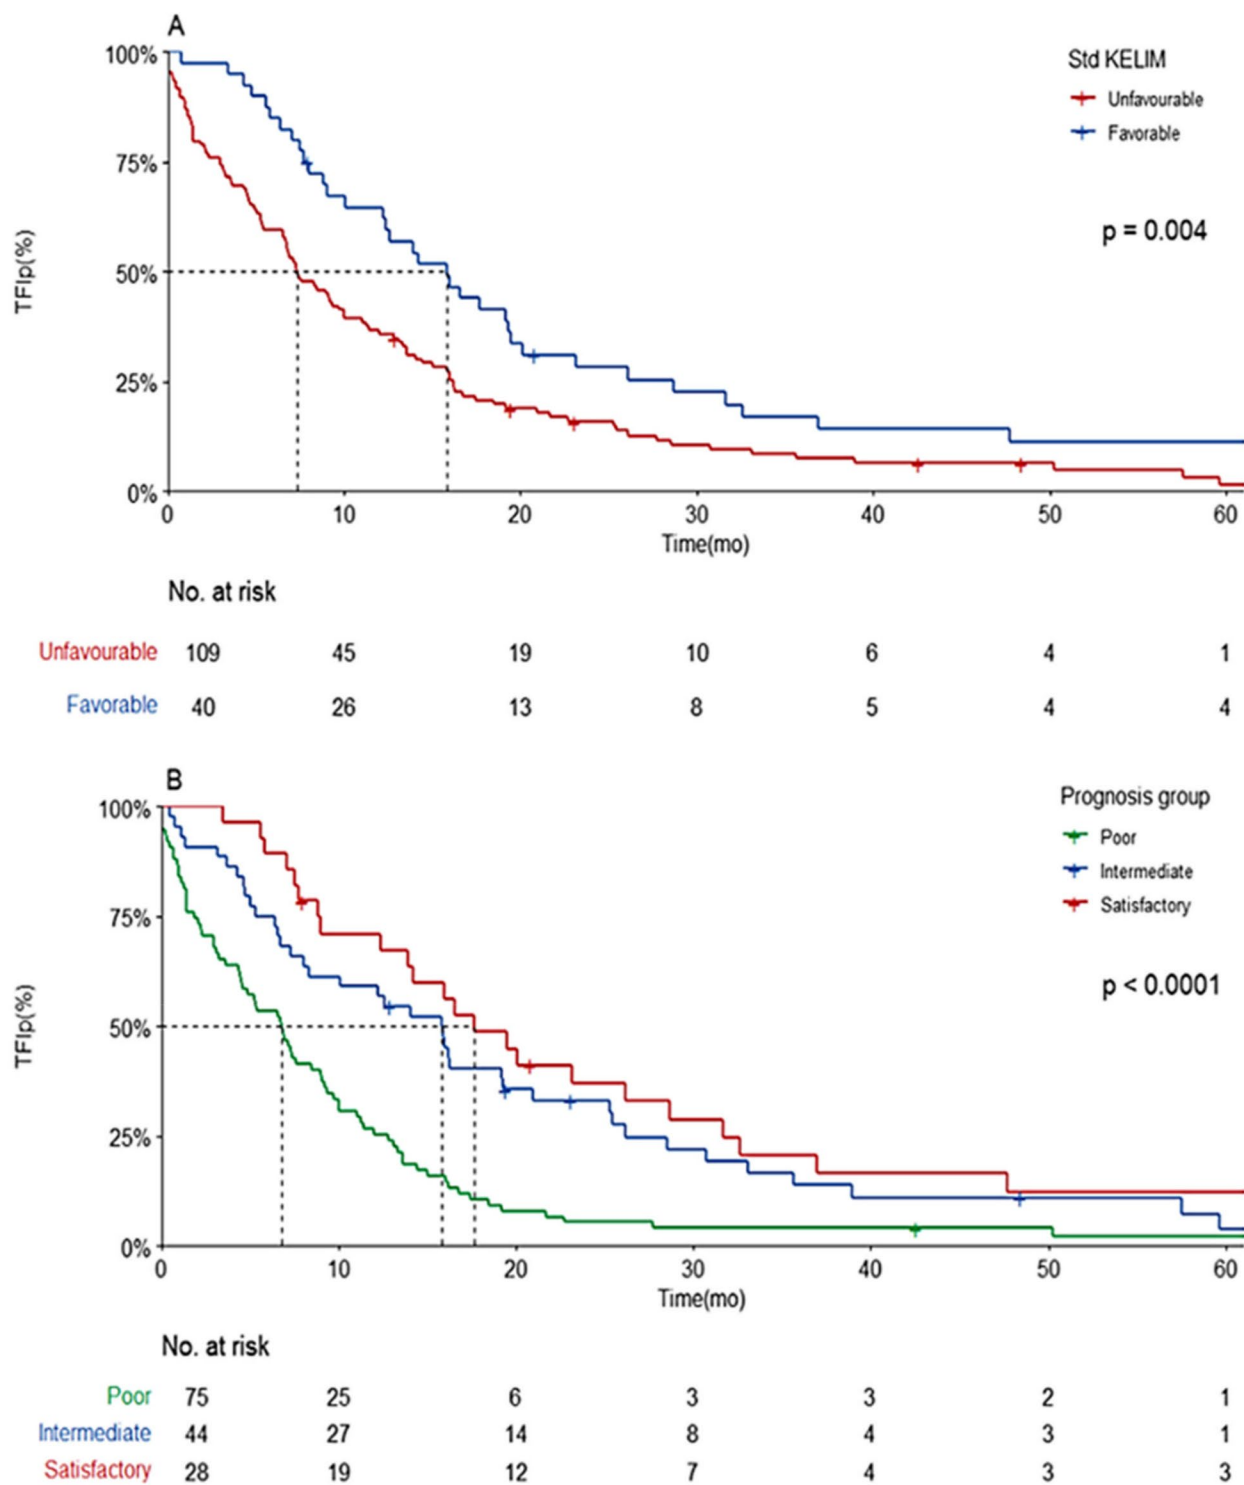 A
100%
75%
50%
25%
0%
TFIp(%)
Std KELIM
Unfavourable
Favorable
p = 0.004
0 10 20 30 40 50 60
Time(mo)
No. at risk
Unfavourable 109 45 19 10 6 4 1
Favorable 40 26 13 8 5 4 4
B
100%
75%
50%
25%
0%
TFIp(%)
Prognosis group
Poor
Intermediate
Satisfactory
p < 0.0001
0 10 20 30 40 50 60
Time(mo)
No. at risk
Poor 75 25 6 3 3 2 1
Intermediate 44 27 14 8 4 3 1
Satisfactory 28 19 12 7 4 3 3